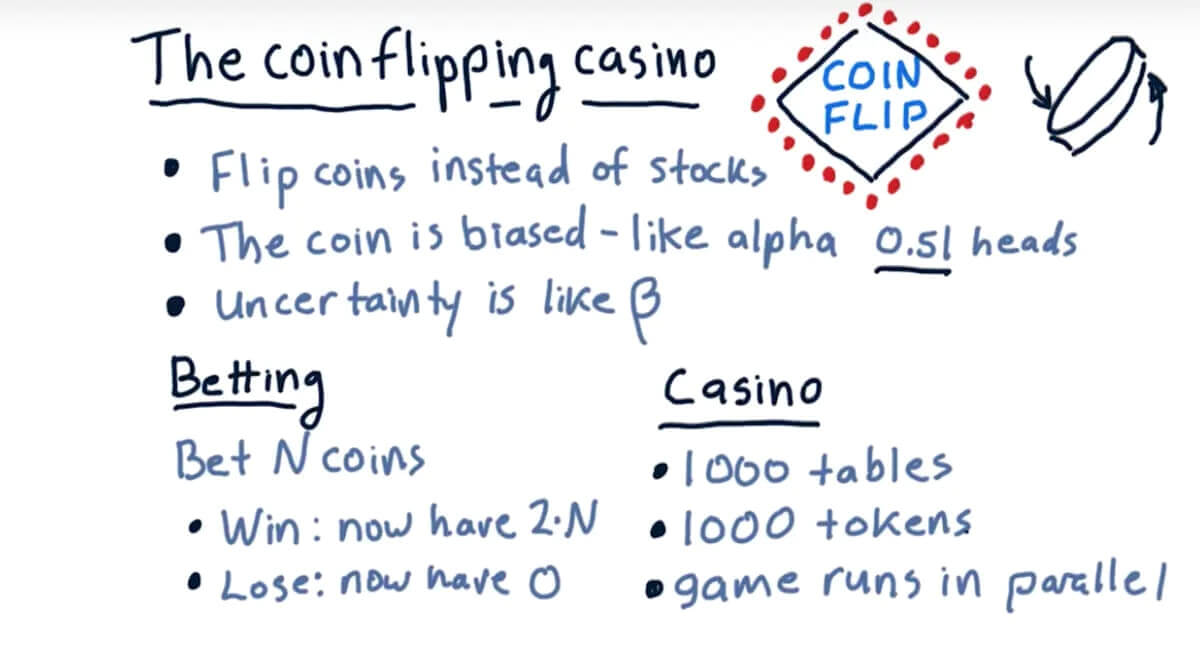 The coin flipping casino
COIN
FLIP
• Flip coins instead of stocks
• The coin is biased - like alpha 0.51 heads
• Uncertainty is like β
Betting
Bet N coins
• Win: now have 2·N
• Lose: now have 0
Casino
• 1000 tables
• 1000 tokens
• game runs in parallel